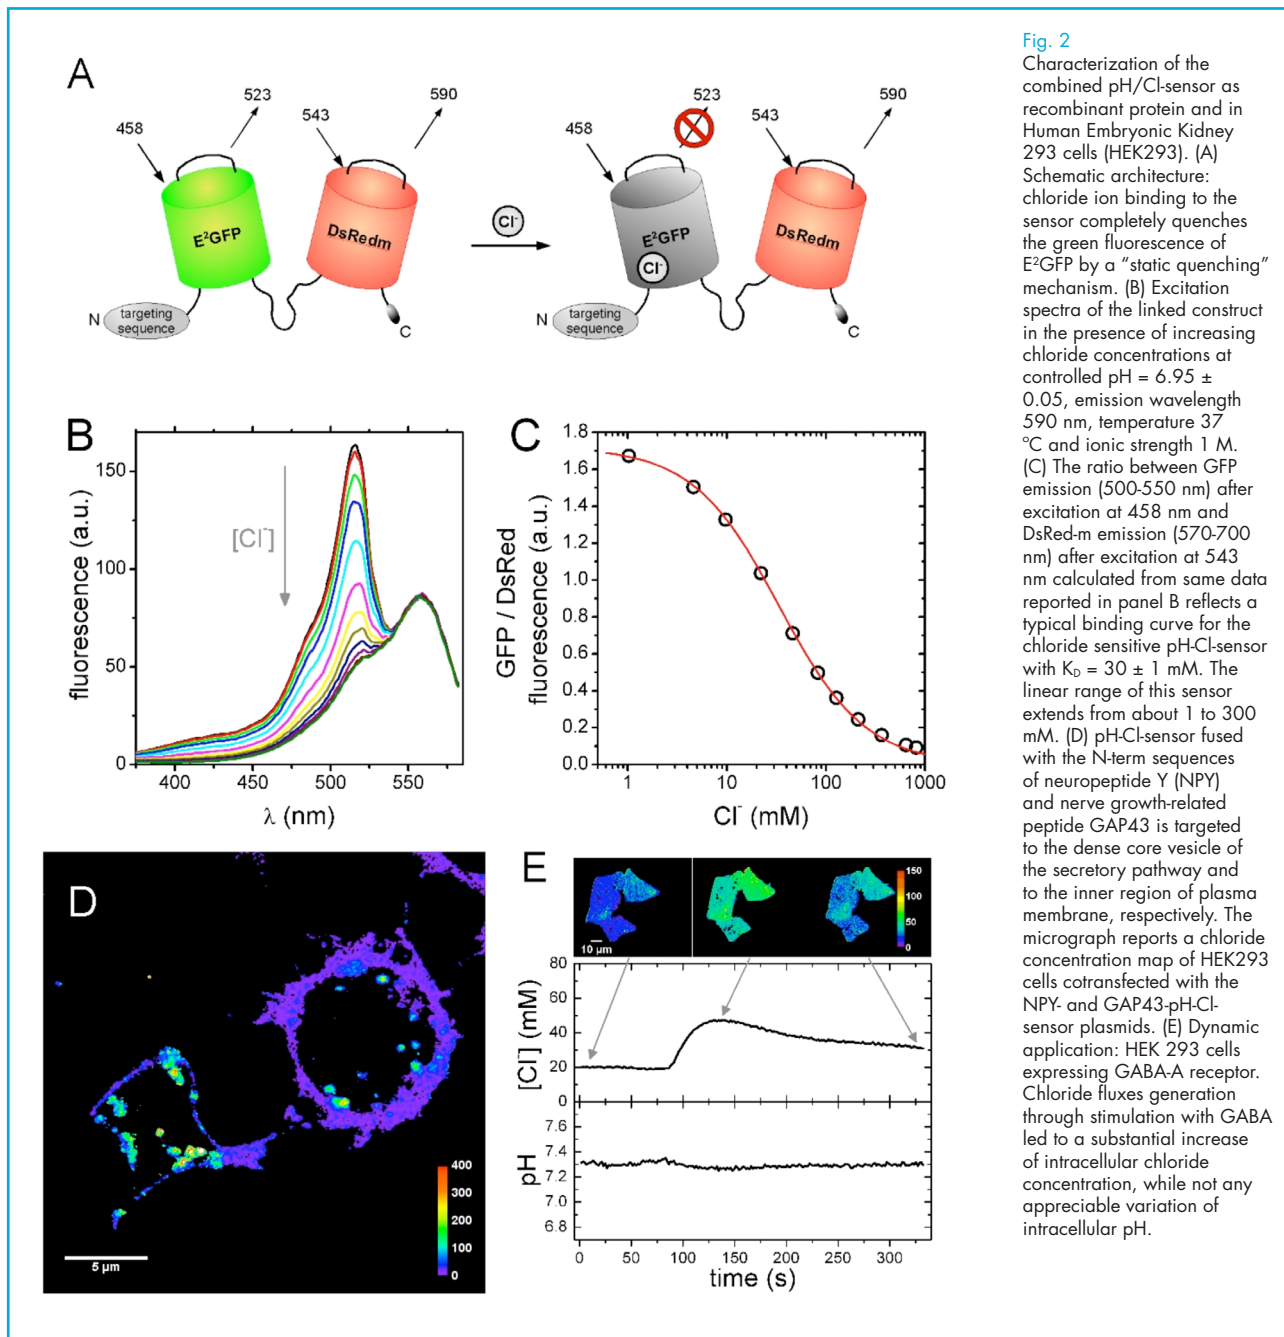 A
458
523
543
590
E²GFP
DsRedm
N
targeting
sequence
C
Cl⁻
458
523
543
590
E²GFP
Cl⁻
DsRedm
N
targeting
sequence
C
B
fluorescence (a.u.)
150
100
50
0
[Cl⁻]
400
450
500
550
λ (nm)
C
GFP / DsRed
fluorescence (a.u.)
1.8
1.6
1.4
1.2
1.0
0.8
0.6
0.4
0.2
0.0
1
10
100
1000
Cl⁻ (mM)
D
400
300
200
100
0
5 µm
E
10 µm
150
100
50
0
[Cl⁻] (mM)
80
60
40
20
0
pH
7.6
7.4
7.2
7.0
6.8
0
50
100
150
200
250
300
time (s)
Fig. 2
Characterization of the
combined pH/Cl-sensor as
recombinant protein and in
Human Embryonic Kidney
293 cells (HEK293). (A)
Schematic architecture:
chloride ion binding to the
sensor completely quenches
the green fluorescence of
E²GFP by a “static quenching”
mechanism. (B) Excitation
spectra of the linked construct
in the presence of increasing
chloride concentrations at
controlled pH = 6.95 ±
0.05, emission wavelength
590 nm, temperature 37
°C and ionic strength 1 M.
(C) The ratio between GFP
emission (500-550 nm) after
excitation at 458 nm and
DsRed-m emission (570-700
nm) after excitation at 543
nm calculated from same data
reported in panel B reflects a
typical binding curve for the
chloride sensitive pH-Cl-sensor
with K_D = 30 ± 1 mM. The
linear range of this sensor
extends from about 1 to 300
mM. (D) pH-Cl-sensor fused
with the N-term sequences
of neuropeptide Y (NPY)
and nerve growth-related
peptide GAP43 is targeted
to the dense core vesicle of
the secretory pathway and
to the inner region of plasma
membrane, respectively. The
micrograph reports a chloride
concentration map of HEK293
cells cotransfected with the
NPY- and GAP43-pH-Cl-
sensor plasmids. (E) Dynamic
application: HEK 293 cells
expressing GABA-A receptor.
Chloride fluxes generation
through stimulation with GABA
led to a substantial increase
of intracellular chloride
concentration, while not any
appreciable variation of
intracellular pH.